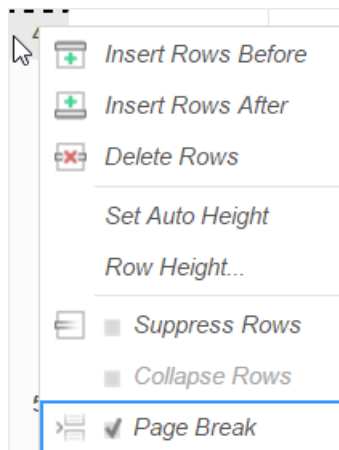 Insert Rows Before
Insert Rows After
Delete Rows
Set Auto Height
Row Height...
Suppress Rows
Collapse Rows
Page Break